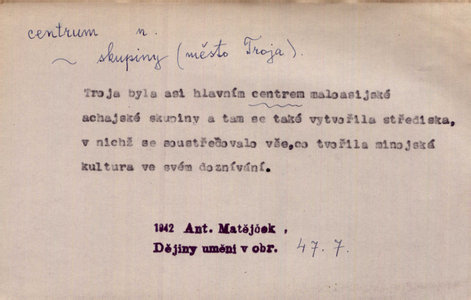 centrum n.
~ skupiny (město Troja).
Troja byla asi hlavním centrem maloasijské
achajské skupiny a tam se také vytvořila střediska,
v nichž se soustřeďovalo vše,co tvořila minojská
kultura ve svém doznívání.
1942 Ant. Matějček ,
Dějiny umění v obr. 47. 7.